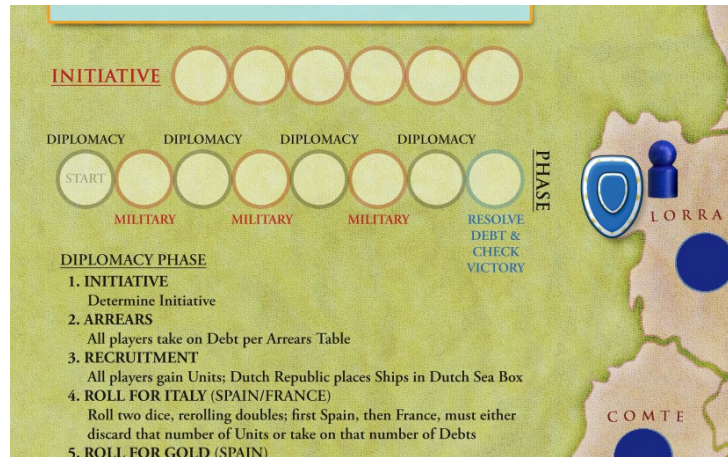 INITIATIVE
DIPLOMACY DIPLOMACY DIPLOMACY DIPLOMACY
START
MILITARY MILITARY MILITARY
RESOLVE
DEBT &
CHECK
VICTORY
PHASE
DIPLOMACY PHASE
1. INITIATIVE
Determine Initiative
2. ARREARS
All players take on Debt per Arrears Table
3. RECRUITMENT
All players gain Units; Dutch Republic places Ships in Dutch Sea Box
4. ROLL FOR ITALY (SPAIN/FRANCE)
Roll two dice, rerolling doubles; first Spain, then France, must either
discard that number of Units or take on that number of Debts
5. ROLL FOR GOLD (SPAIN)
LORRA
COMTE